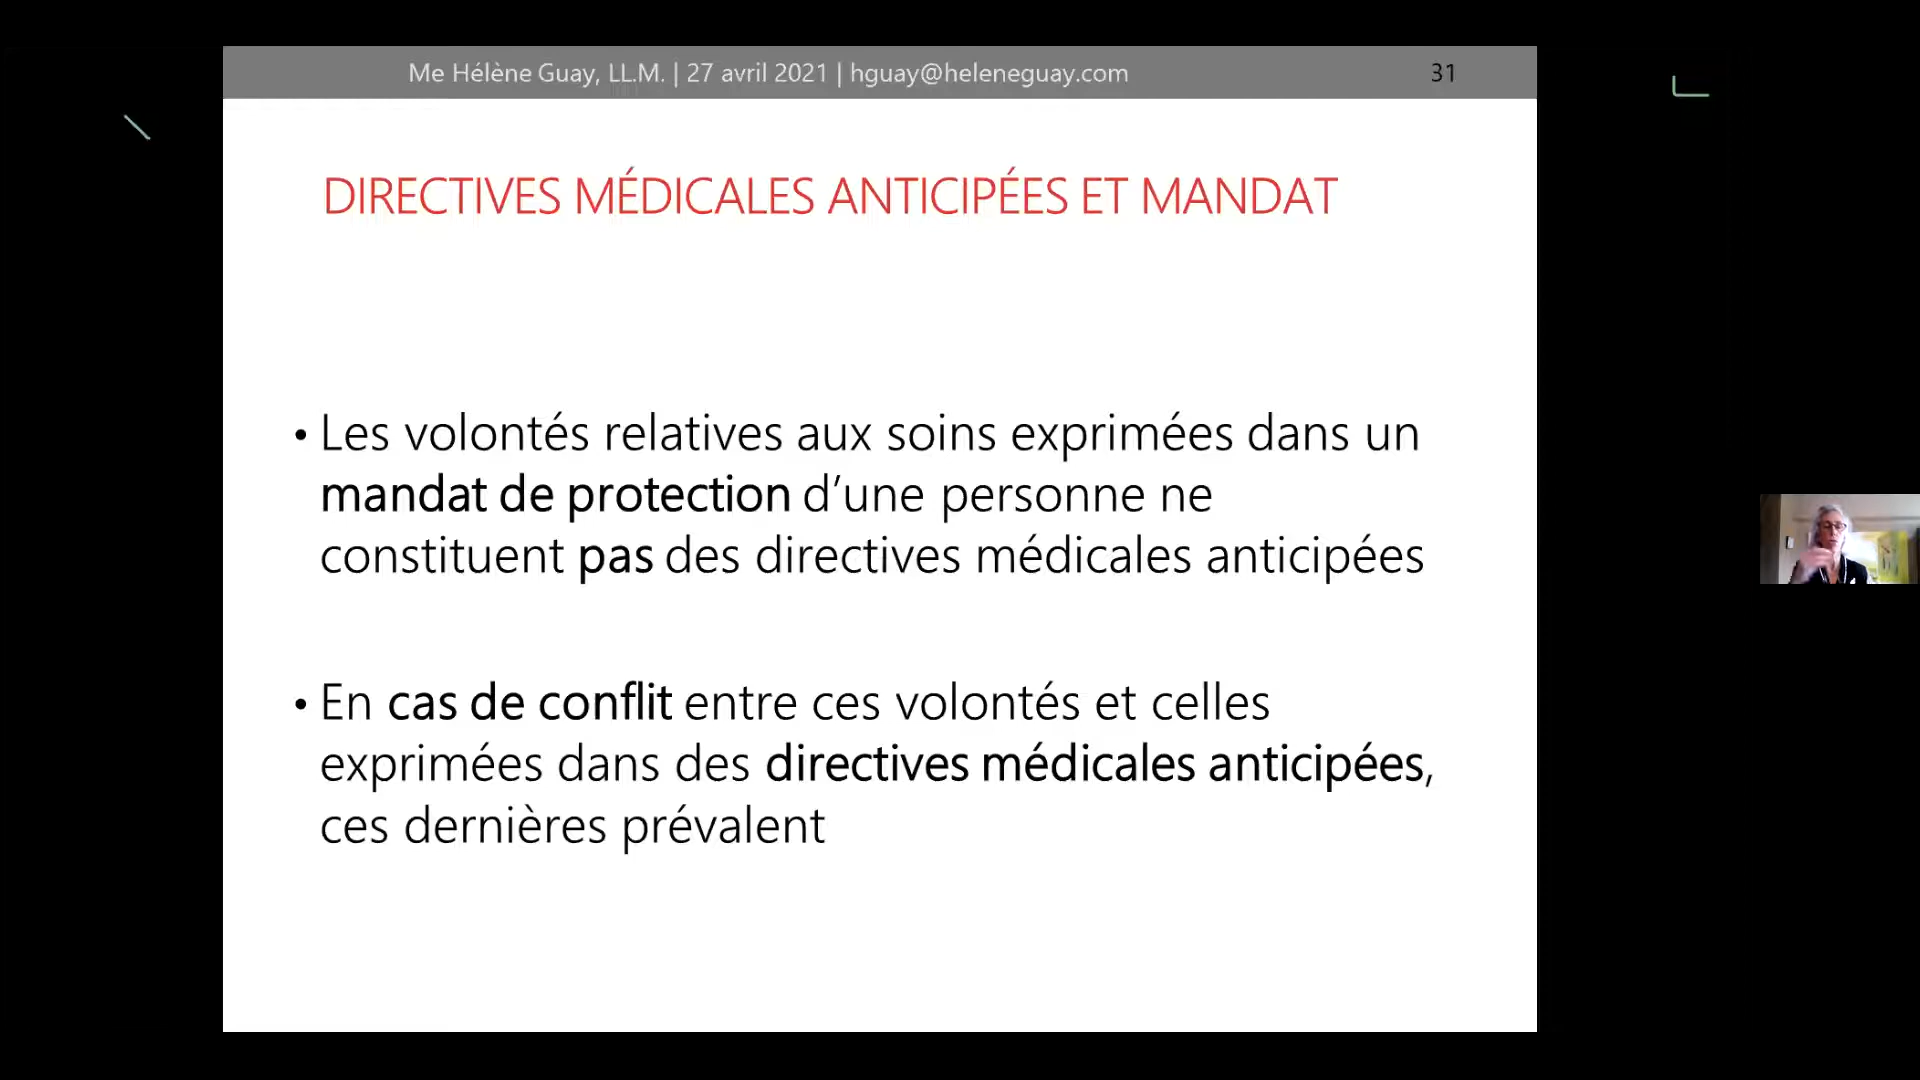 Me Hélène Guay, LL.M. | 27 avril 2021 | hguay@heleneguay.com 31
DIRECTIVES MÉDICALES ANTICIPÉES ET MANDAT
• Les volontés relatives aux soins exprimées dans un
mandat de protection d’une personne ne
constituent pas des directives médicales anticipées
• En cas de conflit entre ces volontés et celles
exprimées dans des directives médicales anticipées,
ces dernières prévalent